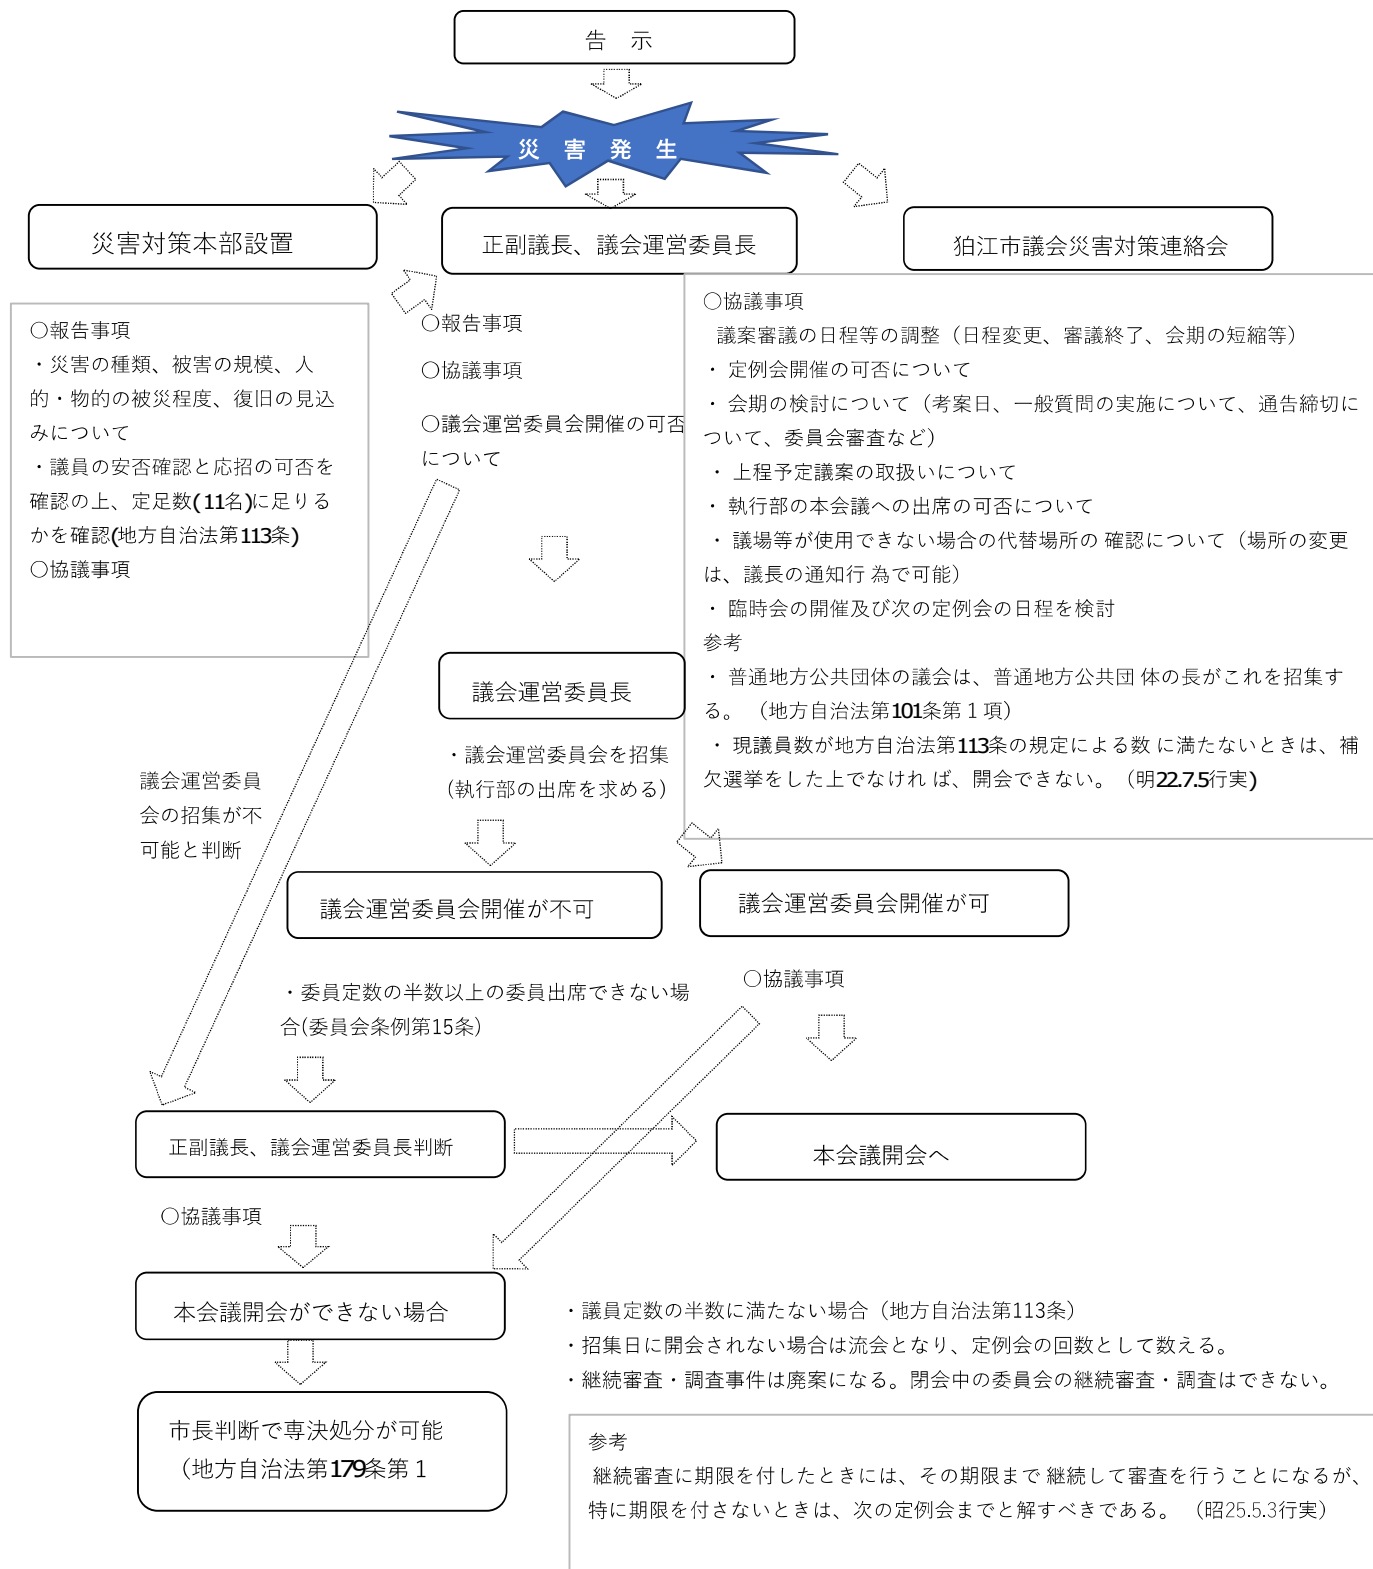 告　示
災　害　発　生
災害対策本部設置
正副議長、議会運営委員長
狛江市議会災害対策連絡会
〇報告事項
・災害の種類、被害の規模、人
的・物的の被災程度、復旧の見込
みについて
・議員の安否確認と応招の可否を
確認の上、定足数(11名)に足りる
かを確認(地方自治法第113条)
〇協議事項
〇報告事項
〇協議事項
〇議会運営委員会開催の可否
について
〇協議事項
議案審議の日程等の調整（日程変更、審議終了、会期の短縮等）
・ 定例会開催の可否について
・ 会期の検討について（考案日、一般質問の実施について、通告締切に
ついて、委員会審査など）
・ 上程予定議案の取扱いについて
・ 執行部の本会議への出席の可否について
・ 議場等が使用できない場合の代替場所の 確認について（場所の変更
は、議長の通知行 為で可能）
・ 臨時会の開催及び次の定例会の日程を検討
参考
・ 普通地方公共団体の議会は、普通地方公共団 体の長がこれを招集す
る。 （地方自治法第101条第１項）
・ 現議員数が地方自治法第113条の規定による数 に満たないときは、補
欠選挙をした上でなけれ ば、開会できない。（明22.7.5行実)
議会運営委員長
・議会運営委員会を招集
（執行部の出席を求める）
議会運営委員
会の招集が不
可能と判断
議会運営委員会開催が不可
議会運営委員会開催が可
・委員定数の半数以上の委員出席できない場
合(委員会条例第15条）
〇協議事項
正副議長、議会運営委員長判断
本会議開会へ
〇協議事項
本会議開会ができない場合
・議員定数の半数に満たない場合（地方自治法第113条）
・招集日に開会されない場合は流会となり、定例会の回数として数える。
・継続審査・調査事件は廃案になる。閉会中の委員会の継続審査・調査はできない。
市長判断で専決処分が可能
（地方自治法第179条第１
参考
継続審査に期限を付したときには、その期限まで 継続して審査を行うことになるが、
特に期限を付さないときは、次の定例会までと解すべきである。 （昭25.5.3行実）